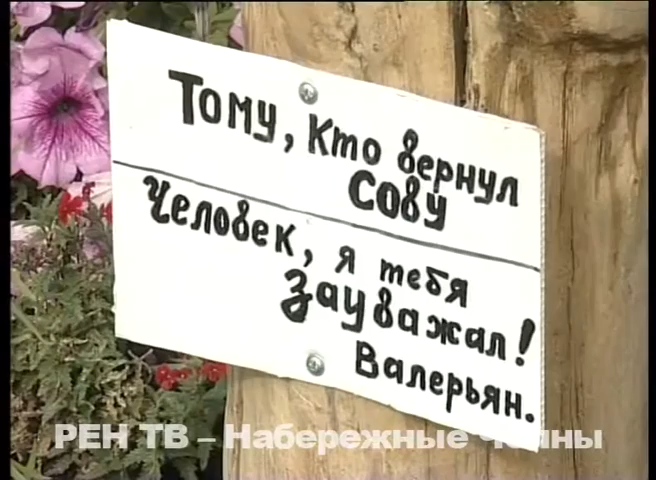 Тому, Кто вернул
Сову
Человек, я тебя
Зауважал!
Валерьян.
РЕН ТВ – Набережные Челны